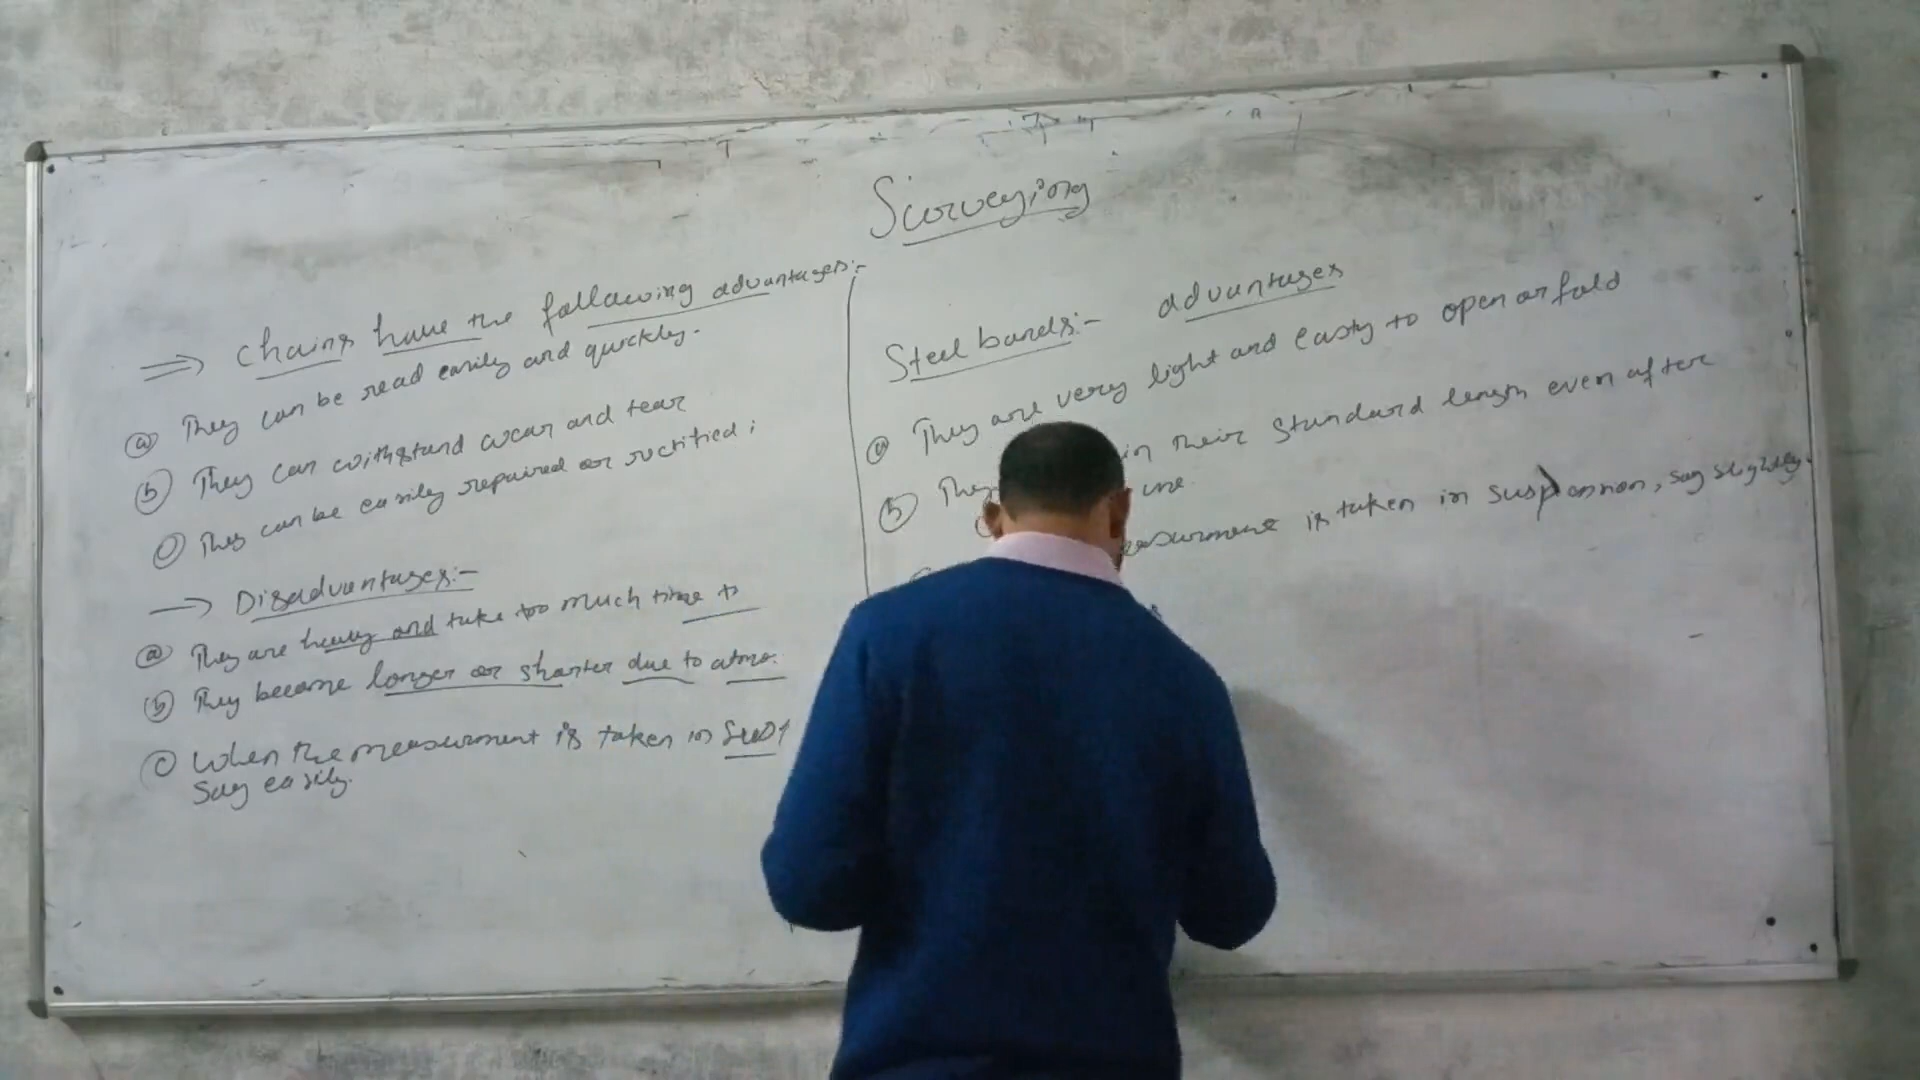 Surveying
⇒ Chains have the following advantages:-
ⓐ They can be read easily and quickly.
ⓑ They can withstand wear and tear
ⓒ They can be easily repaired or rectified;
→ Disadvantages:-
ⓐ They are heavy and take too much time to
ⓑ They become longer or shorter due to atmo.
ⓒ When the measurment is taken in
Sag easily.
Steel bands:- advantages
ⓐ They are very light and easy to open or fold
ⓑ They in their standard length even after
is taken in suspension, sag slightly.